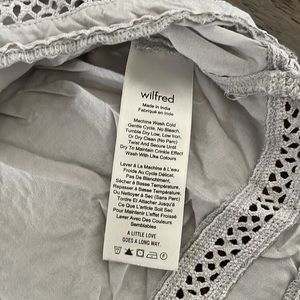 wilfred
Made in India
Fabriqué en Inde
Machine Wash Cold
Gentle Cycle, No Bleach,
Tumble Dry Low, Low Iron,
Or Dry Clean (No Perc)
Twist And Secure Until
Dry To Maintain Crinkle Effect
Wash With Like Colours
Laver À La Machine À L'eau
Froide Au Cycle Délicat,
Pas De Blanchiment,
Sécher À Basse Température,
Repasser À Basse Température,
Ou Nettoyer À Sec (Sans Perc)
Tordre Et Attacher Jusqu'à
Ce Que L'article Soit Sec
Pour Maintenir L'effet Froissé
Laver Avec Des Couleurs
Semblables
A LITTLE LOVE
GOES A LONG WAY.